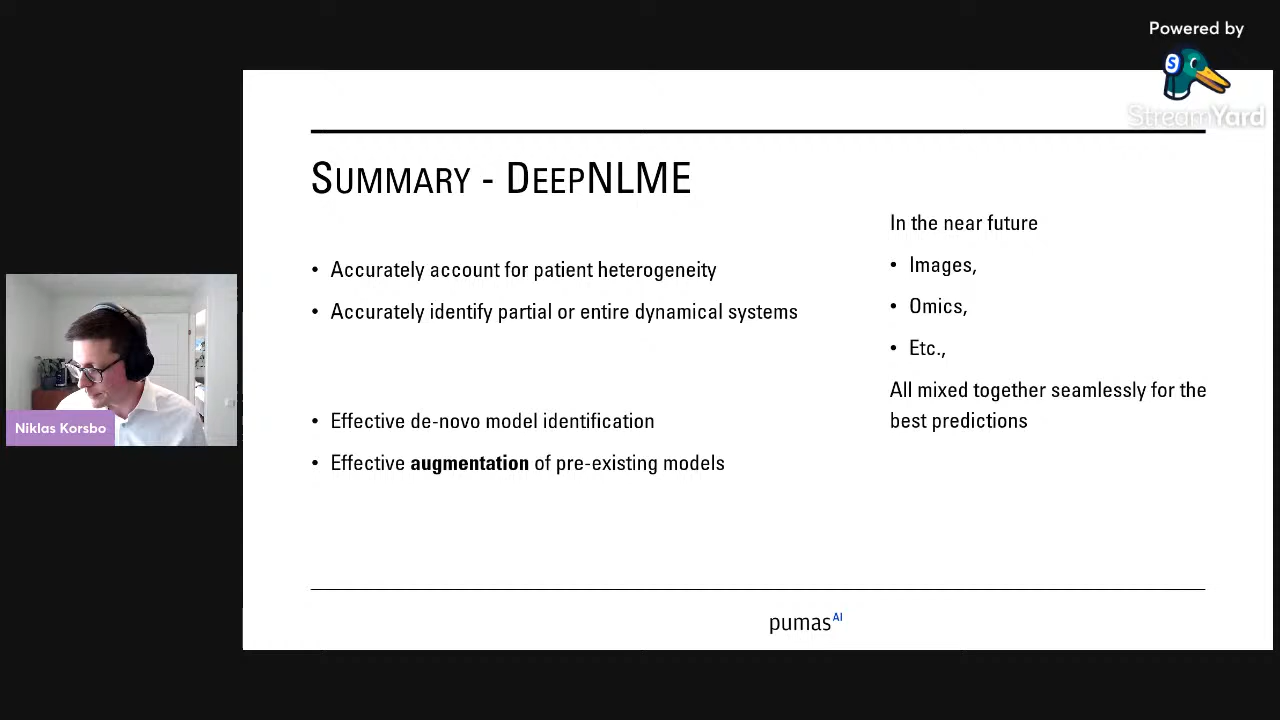 Powered by
S
StreamYard
Summary - DeepNLME
In the near future
• Accurately account for patient heterogeneity
• Images,
• Accurately identify partial or entire dynamical systems
• Omics,
• Etc.,
All mixed together seamlessly for the
best predictions
• Effective de-novo model identification
• Effective augmentation of pre-existing models
Niklas Korsbo
pumasAI